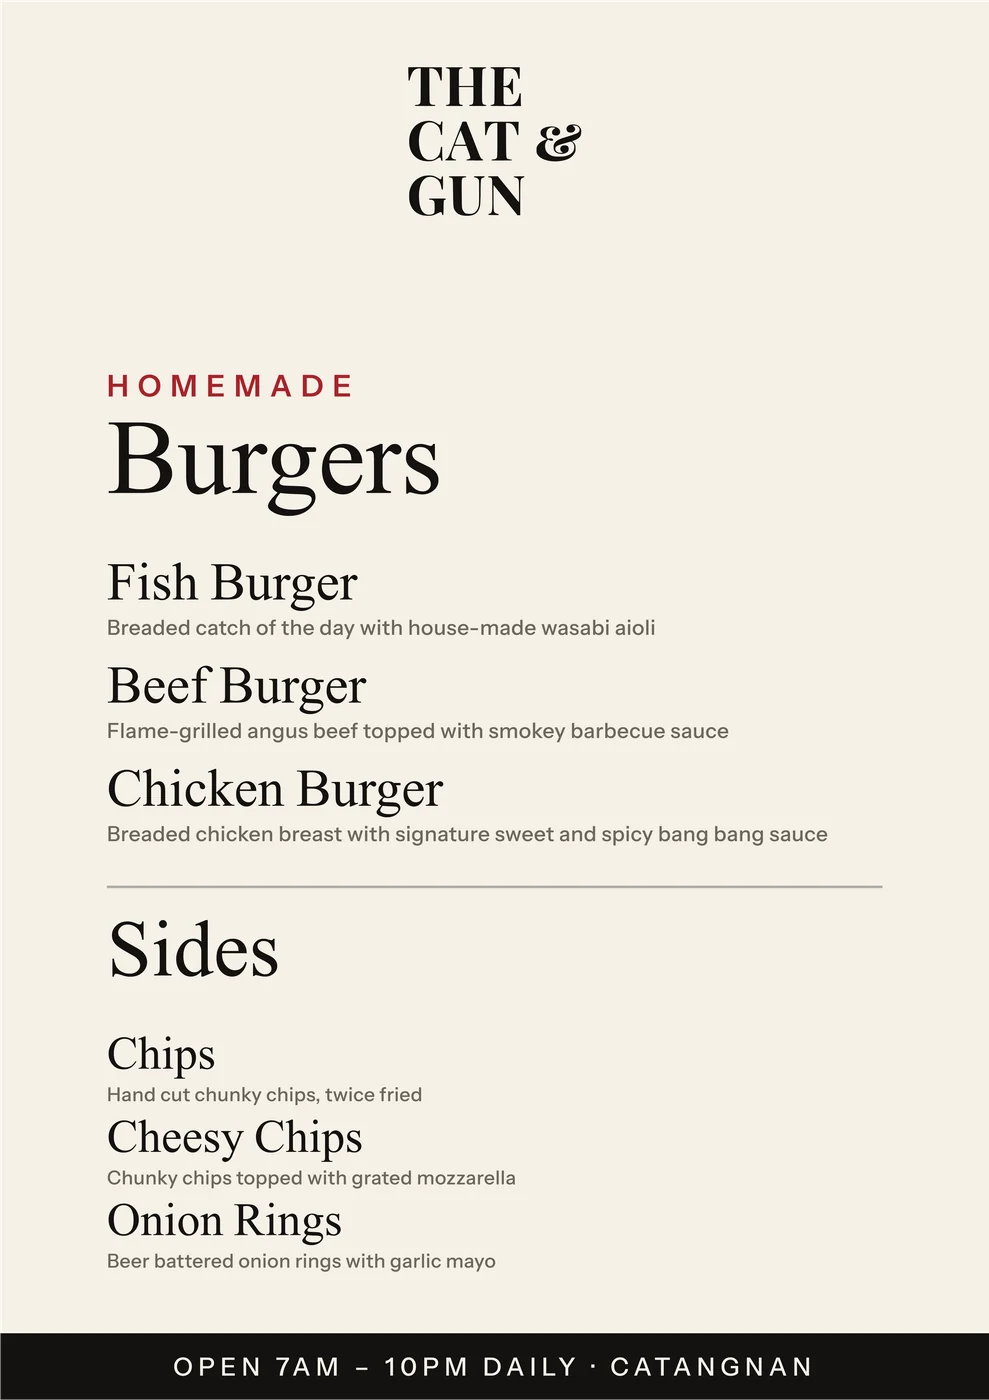 THE
CAT &
GUN
HOMEMADE
Burgers
Fish Burger
Breaded catch of the day with house-made wasabi aioli
Beef Burger
Flame-grilled angus beef topped with smokey barbecue sauce
Chicken Burger
Breaded chicken breast with signature sweet and spicy bang bang sauce
Sides
Chips
Hand cut chunky chips, twice fried
Cheesy Chips
Chunky chips topped with grated mozzarella
Onion Rings
Beer battered onion rings with garlic mayo
OPEN 7AM – 10PM DAILY · CATANGNAN